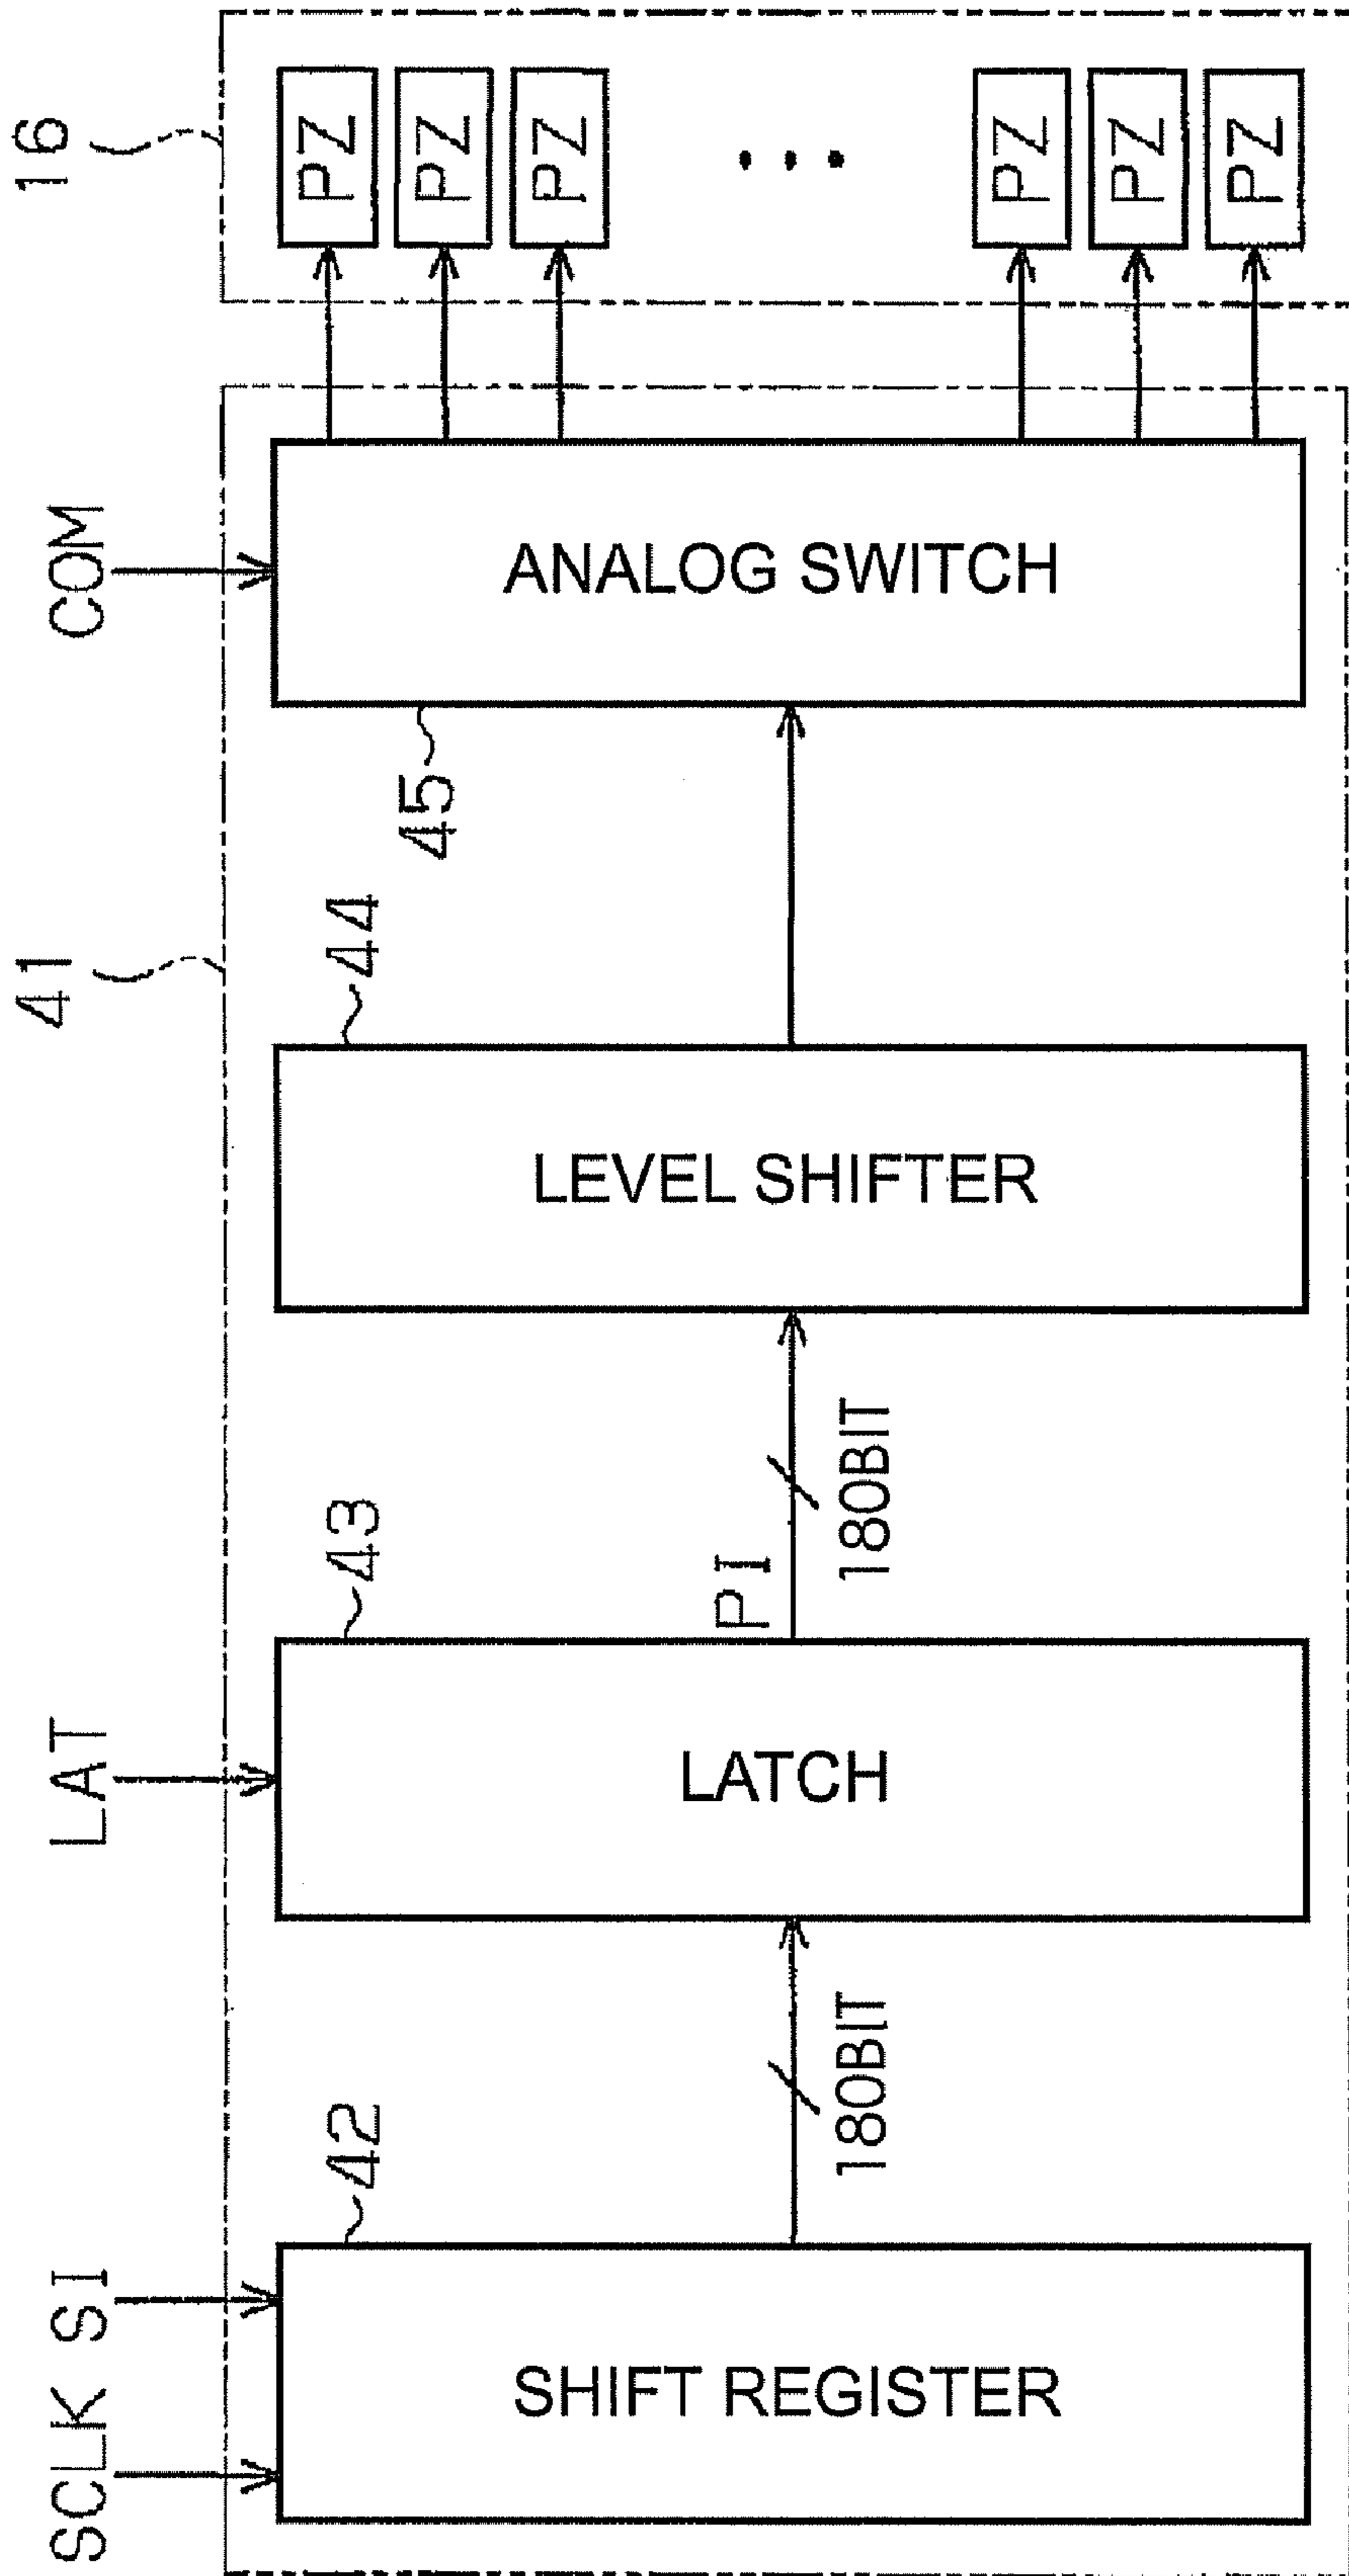 16
PZ
PZ
PZ
PZ
PZ
PZ
COM
ANALOG SWITCH
45
41
44
LEVEL SHIFTER
180BIT
PI
43
LAT
LATCH
180BIT
42
SCLK SI
SHIFT REGISTER